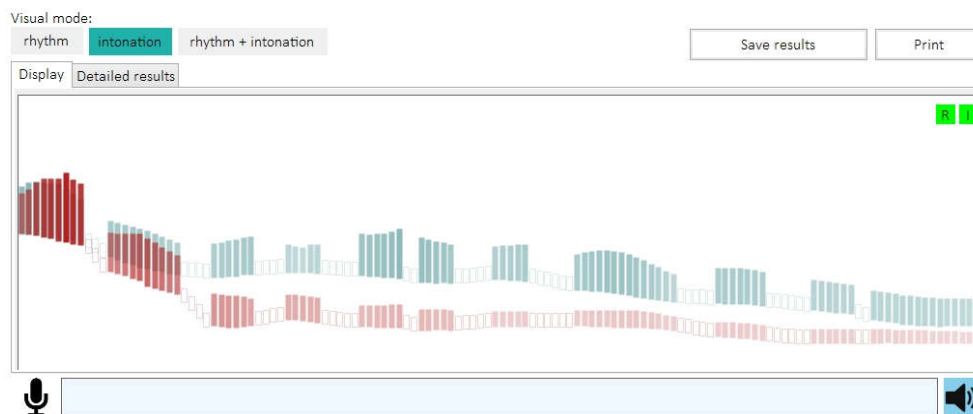 Visual mode:
rhythm intonation rhythm + intonation
Save results Print
Display Detailed results
R I